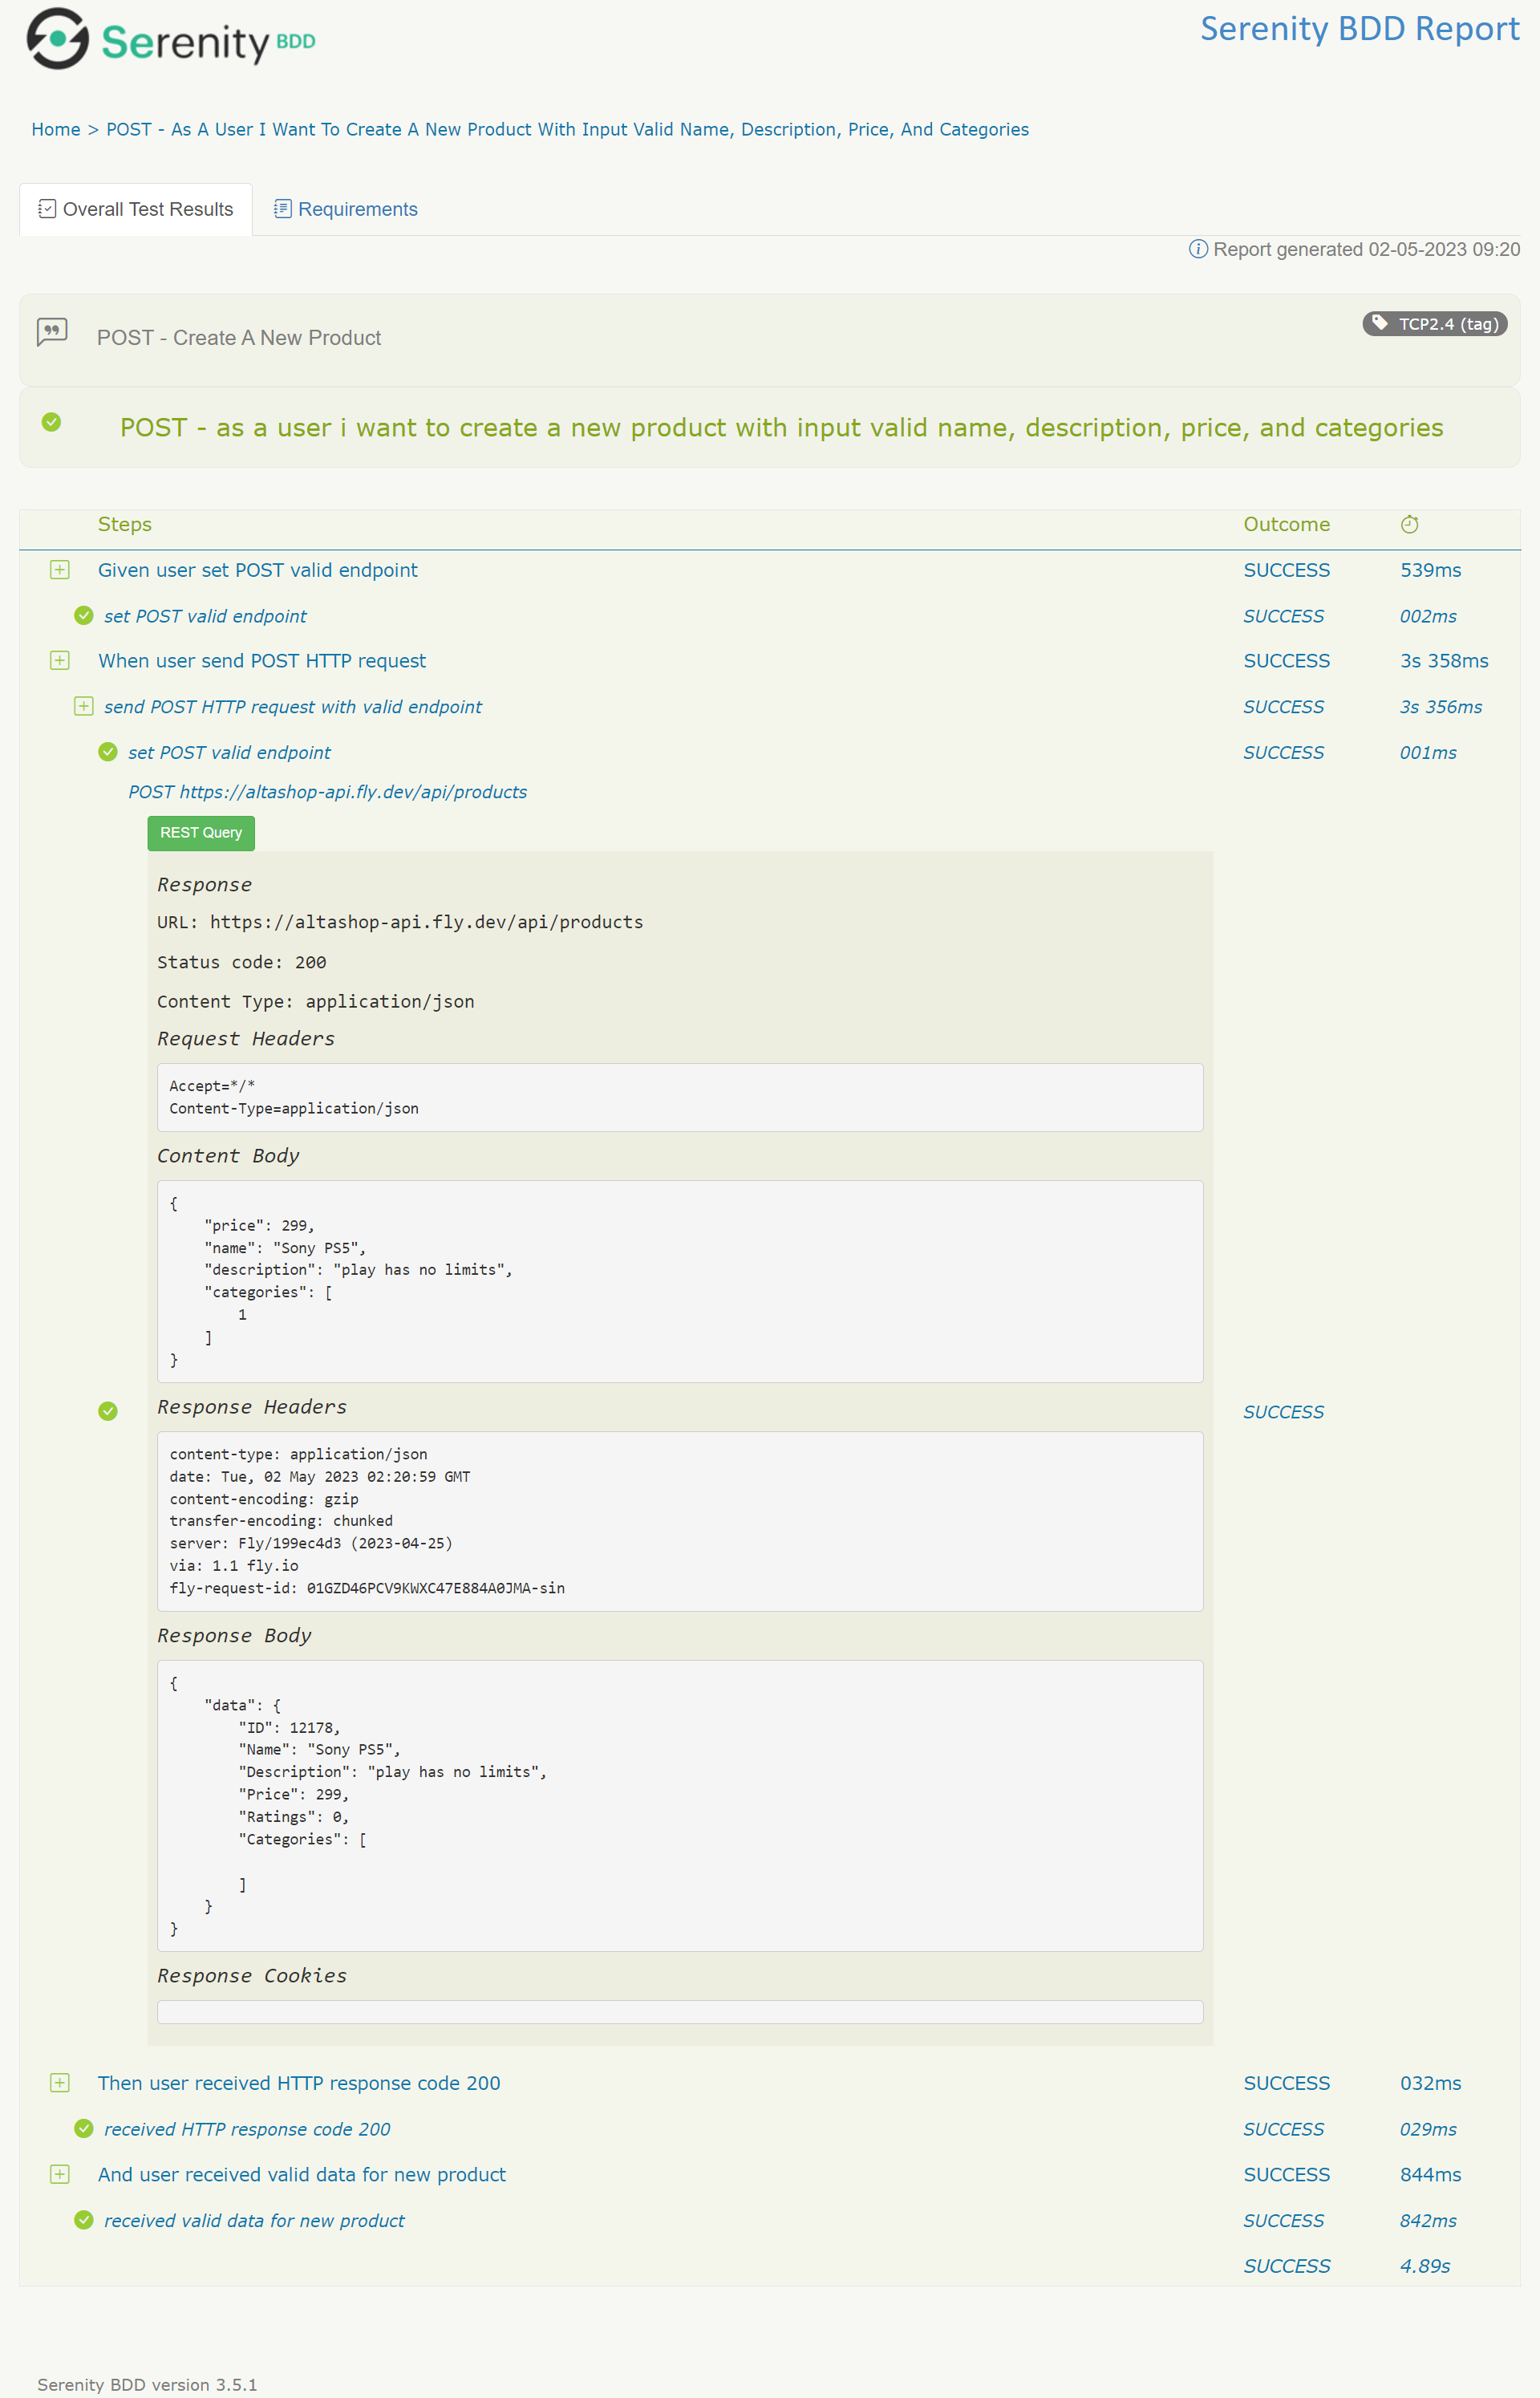 Serenity BDD
Serenity BDD Report
Home > POST - As A User I Want To Create A New Product With Input Valid Name, Description, Price, And Categories
Overall Test Results
Requirements
Report generated 02-05-2023 09:20
POST - Create A New Product
TCP2.4 (tag)
POST - as a user i want to create a new product with input valid name, description, price, and categories
Steps Outcome
Given user set POST valid endpoint SUCCESS 539ms
set POST valid endpoint SUCCESS 002ms
When user send POST HTTP request SUCCESS 3s 358ms
send POST HTTP request with valid endpoint SUCCESS 3s 356ms
set POST valid endpoint SUCCESS 001ms
POST https://altashop-api.fly.dev/api/products
REST Query
Response
URL: https://altashop-api.fly.dev/api/products
Status code: 200
Content Type: application/json
Request Headers
Accept=*/*
Content-Type=application/json
Content Body
{
    "price": 299,
    "name": "Sony PS5",
    "description": "play has no limits",
    "categories": [
        1
    ]
}
Response Headers SUCCESS
content-type: application/json
date: Tue, 02 May 2023 02:20:59 GMT
content-encoding: gzip
transfer-encoding: chunked
server: Fly/199ec4d3 (2023-04-25)
via: 1.1 fly.io
fly-request-id: 01GZD46PCV9KWXC47E884A0JMA-sin
Response Body
{
    "data": {
        "ID": 12178,
        "Name": "Sony PS5",
        "Description": "play has no limits",
        "Price": 299,
        "Ratings": 0,
        "Categories": [
        ]
    }
}
Response Cookies
Then user received HTTP response code 200 SUCCESS 032ms
received HTTP response code 200 SUCCESS 029ms
And user received valid data for new product SUCCESS 844ms
received valid data for new product SUCCESS 842ms
SUCCESS 4.89s
Serenity BDD version 3.5.1